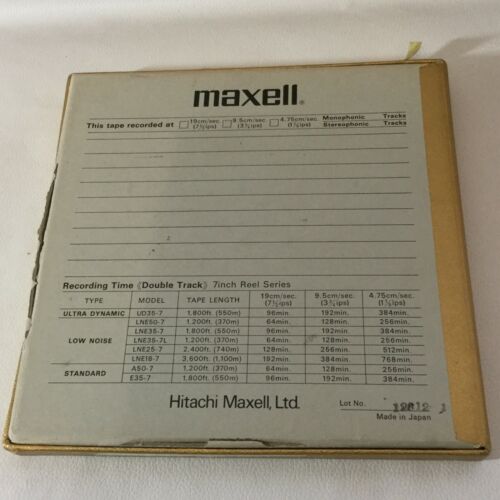 maxell®
This tape recorded at □ 19cm/sec. (7½ips) □ 9.5cm/sec (3¾ips) □ 4.75cm/sec. (1⅞ips) Monophonic Tracks
Stereophonic Tracks
Recording Time 《Double Track》 7inch Reel Series
TYPE MODEL TAPE LENGTH 19cm/sec. (7½ips) 9.5cm/sec. (3¾ips) 4.75cm/sec. (1⅞ips)
ULTRA DYNAMIC UD35-7 1,800ft. (550m) 96min. 192min. 384min.
LOW NOISE LNE50-7 1,200ft. (370m) 64min. 128min. 256min.
LNE35-7 1,800ft. (550m) 96min. 192min. 384min.
LNE35-7L 1,200ft. (370m) 64min. 128min. 256min.
LNE25-7 2,400ft. (740m) 128min. 256min. 512min.
LNE18-7 3,600ft. (1,100m) 192min. 384min. 768min.
STANDARD A50-7 1,200ft. (370m) 64min. 128min. 256min.
E35-7 1,800ft. (550m) 96min. 192min. 384min.
Hitachi Maxell, Ltd.
Lot No.
Made in Japan